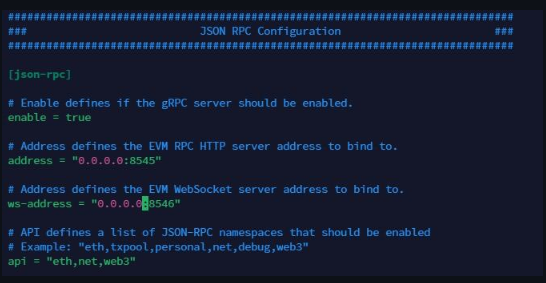 ###############################################################################
###                           JSON RPC Configuration                        ###
###############################################################################
[json-rpc]
# Enable defines if the gRPC server should be enabled.
enable = true
# Address defines the EVM RPC HTTP server address to bind to.
address = "0.0.0.0:8545"
# Address defines the EVM WebSocket server address to bind to.
ws-address = "0.0.0.0:8546"
# API defines a list of JSON-RPC namespaces that should be enabled
# Example: "eth,txpool,personal,net,debug,web3"
api = "eth,net,web3"